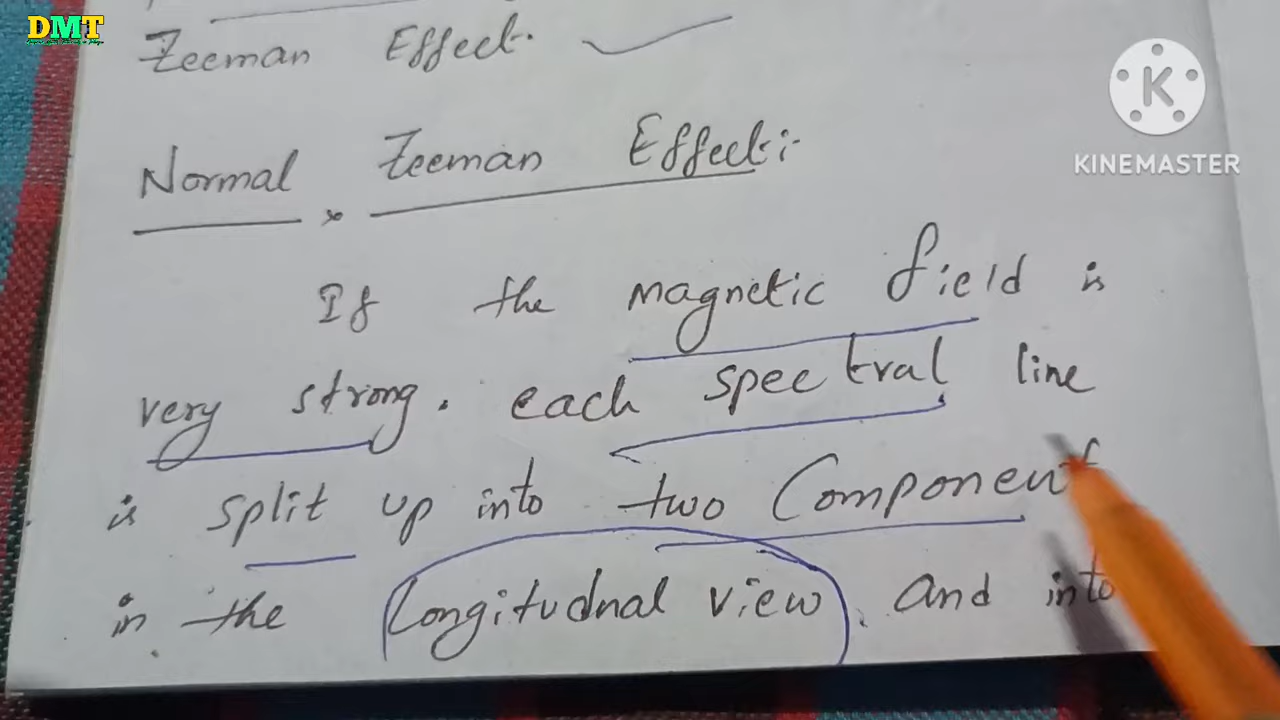 DMT
Zeeman Effect.
KINEMASTER
Normal Zeeman Effect:-
If the magnetic field is
very strong. each spectral line
is split up into two Component
in the longitudnal view. and into